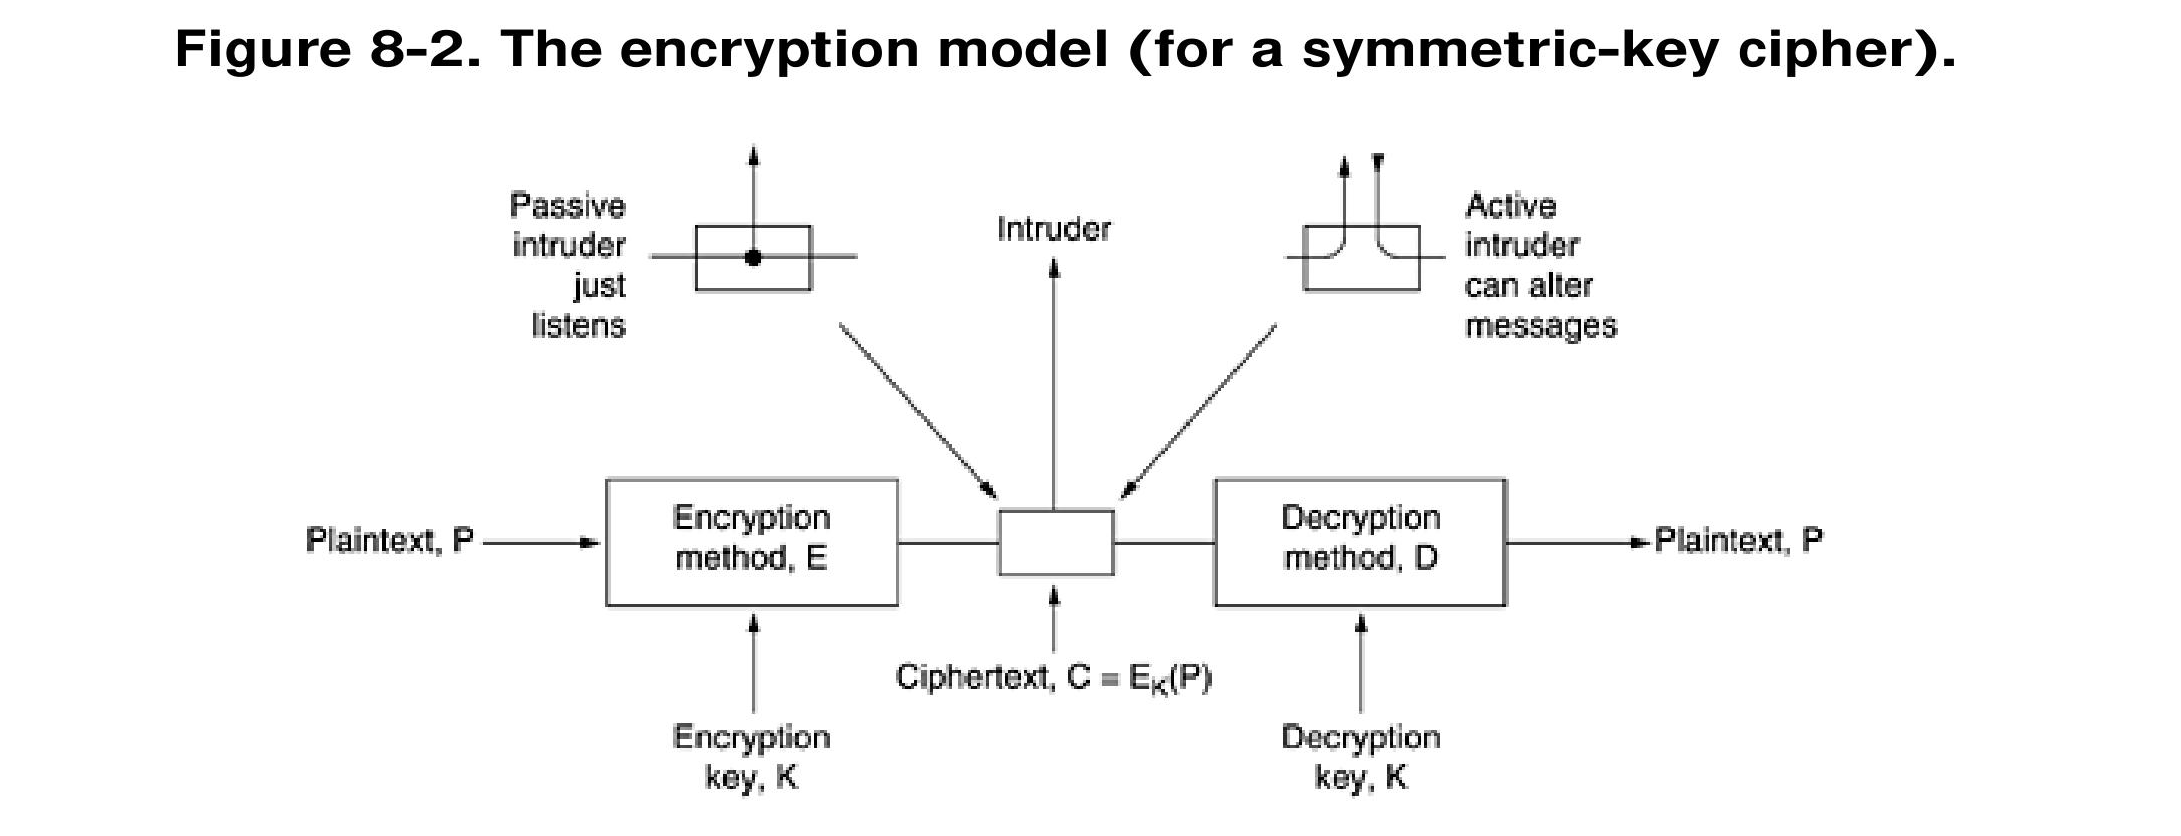 Figure 8-2. The encryption model (for a symmetric-key cipher).
Passive
intruder
just
listens
Intruder
Active
intruder
can alter
messages
Plaintext, P
Encryption
method, E
Decryption
method, D
Plaintext, P
Ciphertext, C = E_K(P)
Encryption
key, K
Decryption
key, K